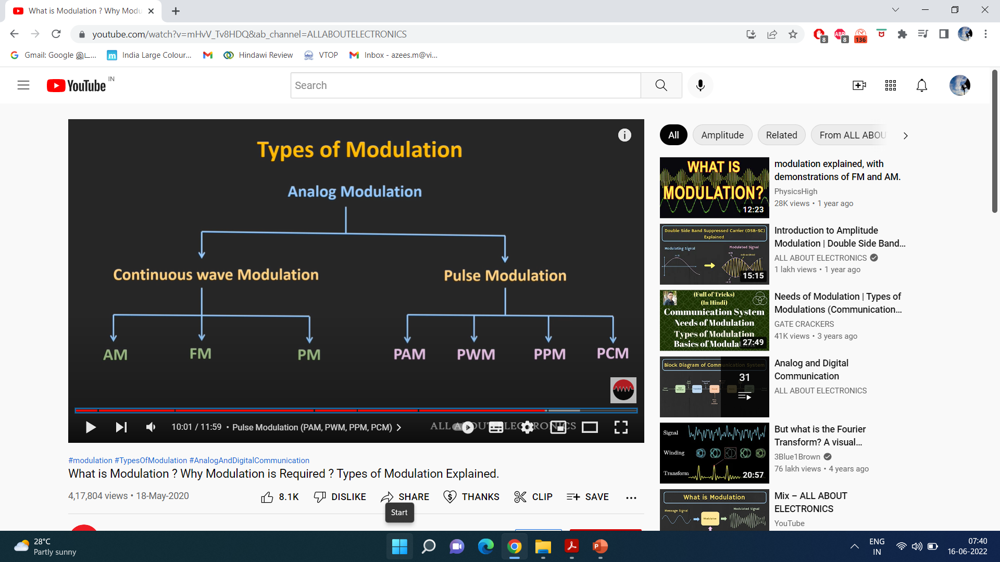 What is Modulation ? Why Modu
youtube.com/watch?v=mHvV_Tv8HDQ&ab_channel=ALLABOUTELECTRONICS
8
ABP
8
136
Gmail: Google இட...
India Large Colour...
Hindawi Review
VTOP
Inbox - azees.m@vi...
YouTube IN
Search
Types of Modulation
Analog Modulation
Continuous wave Modulation
Pulse Modulation
AM
FM
PM
PAM
PWM
PPM
PCM
10:01 / 11:59 • Pulse Modulation (PAM, PWM, PPM, PCM)
ALL ABOUT ELECTRONICS
#modulation #TypesOfModulation #AnalogAndDigitalCommunication
What is Modulation ? Why Modulation is Required ? Types of Modulation Explained.
4,17,804 views • 18-May-2020
8.1K
DISLIKE
SHARE
THANKS
CLIP
SAVE
Start
All
Amplitude
Related
From ALL ABOU
WHAT IS
MODULATION?
12:23
modulation explained, with
demonstrations of FM and AM.
PhysicsHigh
28K views • 1 year ago
Double Side Band Suppressed Carrier (DSB-SC)
Explained
Modulating Signal
Modulated Signal
15:15
Introduction to Amplitude
Modulation | Double Side Band...
ALL ABOUT ELECTRONICS
1 lakh views • 1 year ago
(Full of Tricks)
(In Hindi)
Communication System
Needs of Modulation
Types of Modulation
Basics of Modulat
27:49
Needs of Modulation | Types of
Modulations (Communication...
GATE CRACKERS
41K views • 3 years ago
Block Diagram of Communication System
31
Analog and Digital
Communication
ALL ABOUT ELECTRONICS
Signal
Winding
Transform
20:57
But what is the Fourier
Transform? A visual...
3Blue1Brown
76 lakh views • 4 years ago
What is Modulation
Message Signal
Modulated Signal
Modulation
Mix – ALL ABOUT
ELECTRONICS
YouTube
28°C
Partly sunny
ENG
IN
07:40
16-06-2022